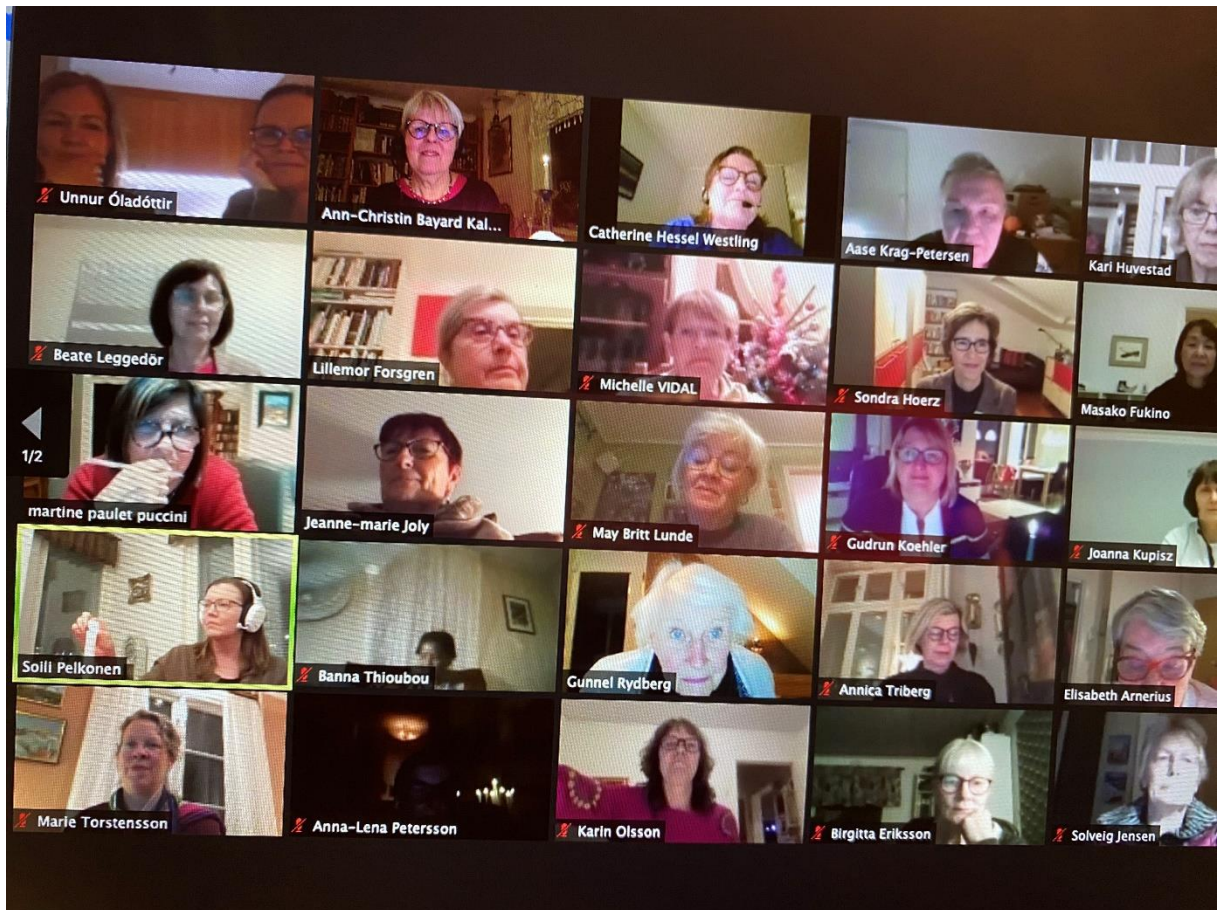 Unnur Óladóttir
Ann-Christin Bayard Kal...
Catherine Hessel Westling
Aase Krag-Petersen
Kari Huvestad
Beate Leggedör
Lillemor Forsgren
Michelle VIDAL
Sondra Hoerz
Masako Fukino
1/2
martine paulet puccini
Jeanne-marie Joly
May Britt Lunde
Gudrun Koehler
Joanna Kupisz
Soili Pelkonen
Banna Thioubou
Gunnel Rydberg
Annica Triberg
Elisabeth Arnerius
Marie Torstensson
Anna-Lena Petersson
Karin Olsson
Birgitta Eriksson
Solveig Jensen